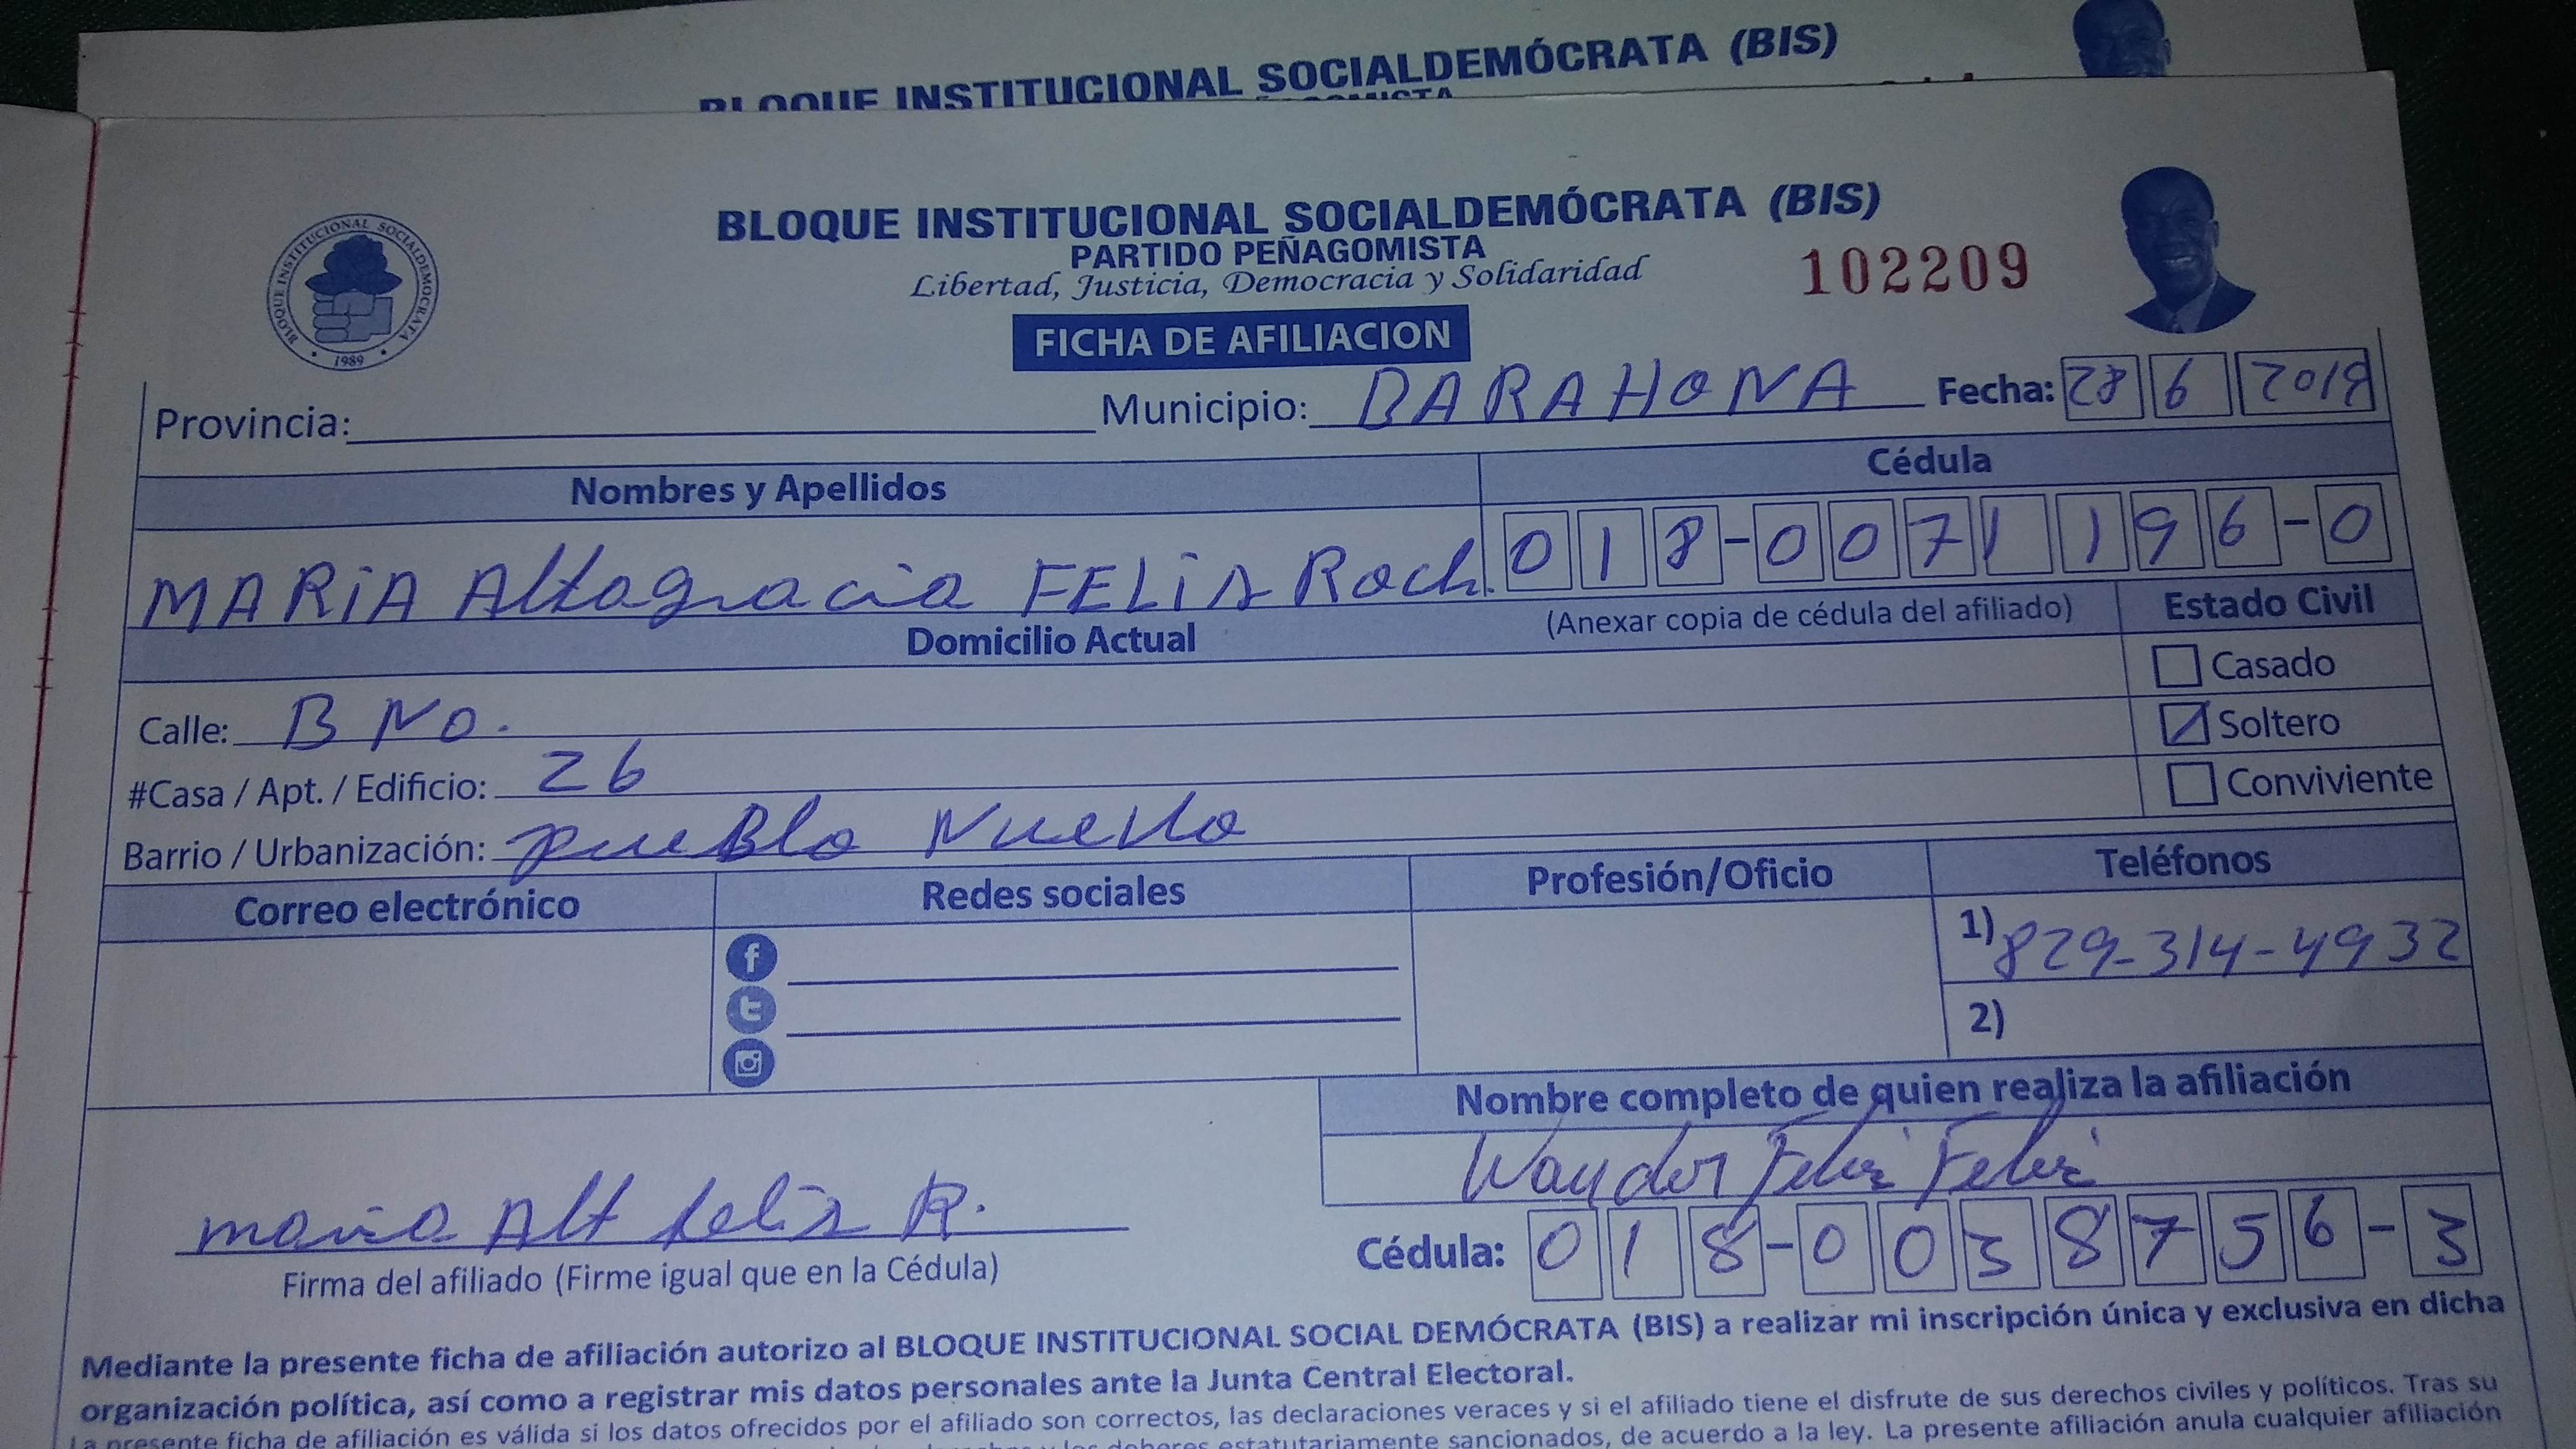 BLOQUE INSTITUCIONAL SOCIALDEMÓCRATA (BIS)
BLOQUE INSTITUCIONAL SOCIALDEMÓCRATA (BIS)
PARTIDO PEÑAGOMISTA
Libertad, Justicia, Democracia y Solidaridad
102209
BLOQUE INSTITUCIONAL SOCIALDEMOCRATA • 1989 •
FICHA DE AFILIACION
Provincia: Municipio: BARAHONA Fecha: 28 6 2018
Nombres y Apellidos Cédula
MARIA Altagracia FELIS Roch. 018-0071196-0
Domicilio Actual (Anexar copia de cédula del afiliado) Estado Civil
Casado
Calle: B No. Soltero
#Casa / Apt. / Edificio: 26 Conviviente
Barrio / Urbanización: pueBlo Nuevo
Correo electrónico Redes sociales Profesión/Oficio Teléfonos
1) 829-314-4932
2)
Nombre completo de quien realiza la afiliación
Wander Feliz Feliz
maria Alt felis R. Cédula: 018-0038756-3
Firma del afiliado (Firme igual que en la Cédula)
Mediante la presente ficha de afiliación autorizo al BLOQUE INSTITUCIONAL SOCIAL DEMÓCRATA (BIS) a realizar mi inscripción única y exclusiva en dicha
organización política, así como a registrar mis datos personales ante la Junta Central Electoral.
La presente ficha de afiliación es válida si los datos ofrecidos por el afiliado son correctos, las declaraciones veraces y si el afiliado tiene el disfrute de sus derechos civiles y políticos. Tras su
deberes estatutariamente sancionados, de acuerdo a la ley. La presente afiliación anula cualquier afiliación